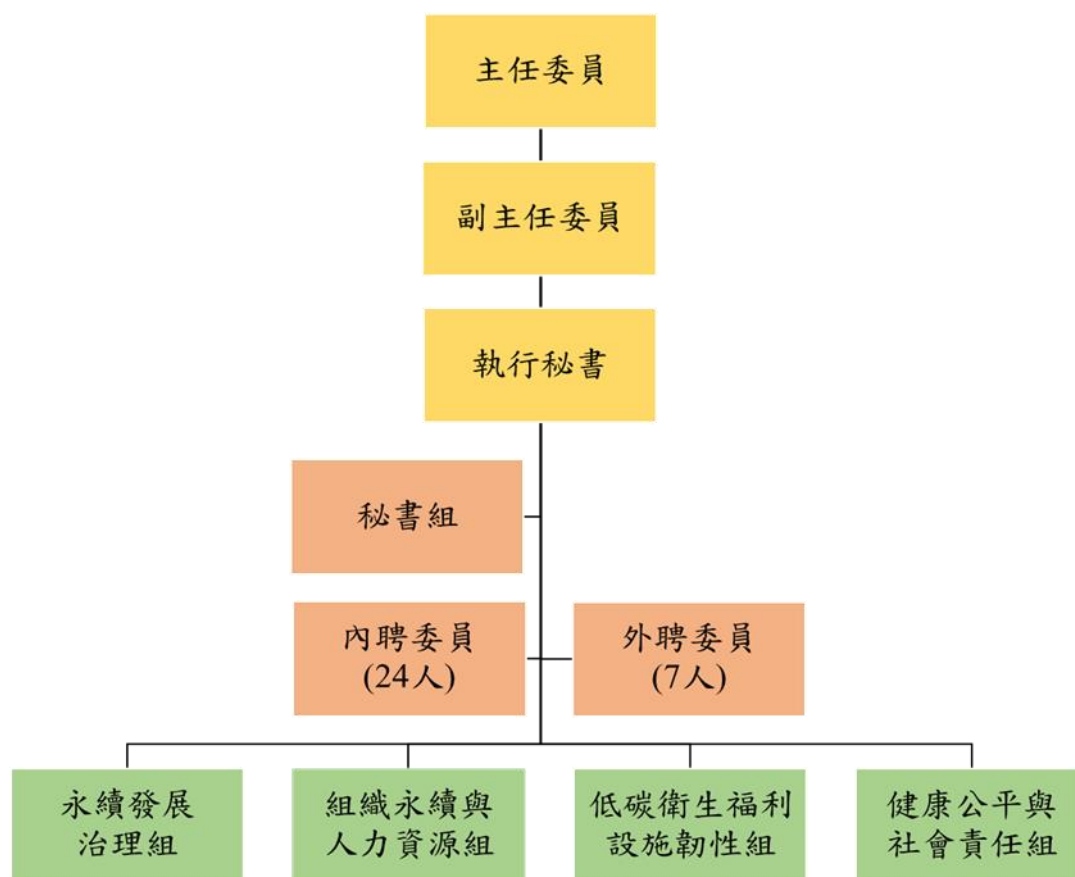 主任委員
副主任委員
執行秘書
秘書組
內聘委員
(24人)
外聘委員
(7人)
永續發展
治理組
組織永續與
人力資源組
低碳衛生福利
設施韌性組
健康公平與
社會責任組